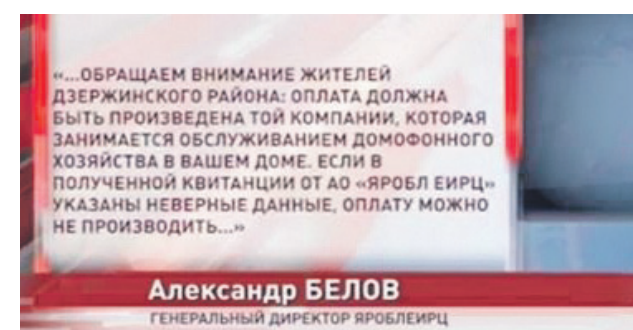 «...ОБРАЩАЕМ ВНИМАНИЕ ЖИТЕЛЕЙ
ДЗЕРЖИНСКОГО РАЙОНА: ОПЛАТА ДОЛЖНА
БЫТЬ ПРОИЗВЕДЕНА ТОЙ КОМПАНИИ, КОТОРАЯ
ЗАНИМАЕТСЯ ОБСЛУЖИВАНИЕМ ДОМОФОННОГО
ХОЗЯЙСТВА В ВАШЕМ ДОМЕ. ЕСЛИ В
ПОЛУЧЕННОЙ КВИТАНЦИИ ОТ АО «ЯРОБЛ ЕИРЦ»
УКАЗАНЫ НЕВЕРНЫЕ ДАННЫЕ, ОПЛАТУ МОЖНО
НЕ ПРОИЗВОДИТЬ...»
Александр БЕЛОВ
ГЕНЕРАЛЬНЫЙ ДИРЕКТОР ЯРОБЛЕИРЦ